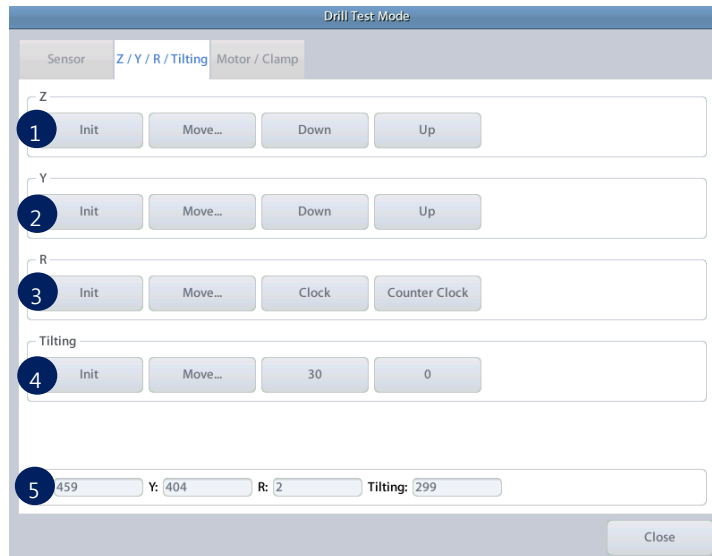 Drill Test Mode
Sensor Z / Y / R / Tilting Motor / Clamp
Z
1 Init Move... Down Up
Y
2 Init Move... Down Up
R
3 Init Move... Clock Counter Clock
Tilting
4 Init Move... 30 0
5 459 Y: 404 R: 2 Tilting: 299
Close